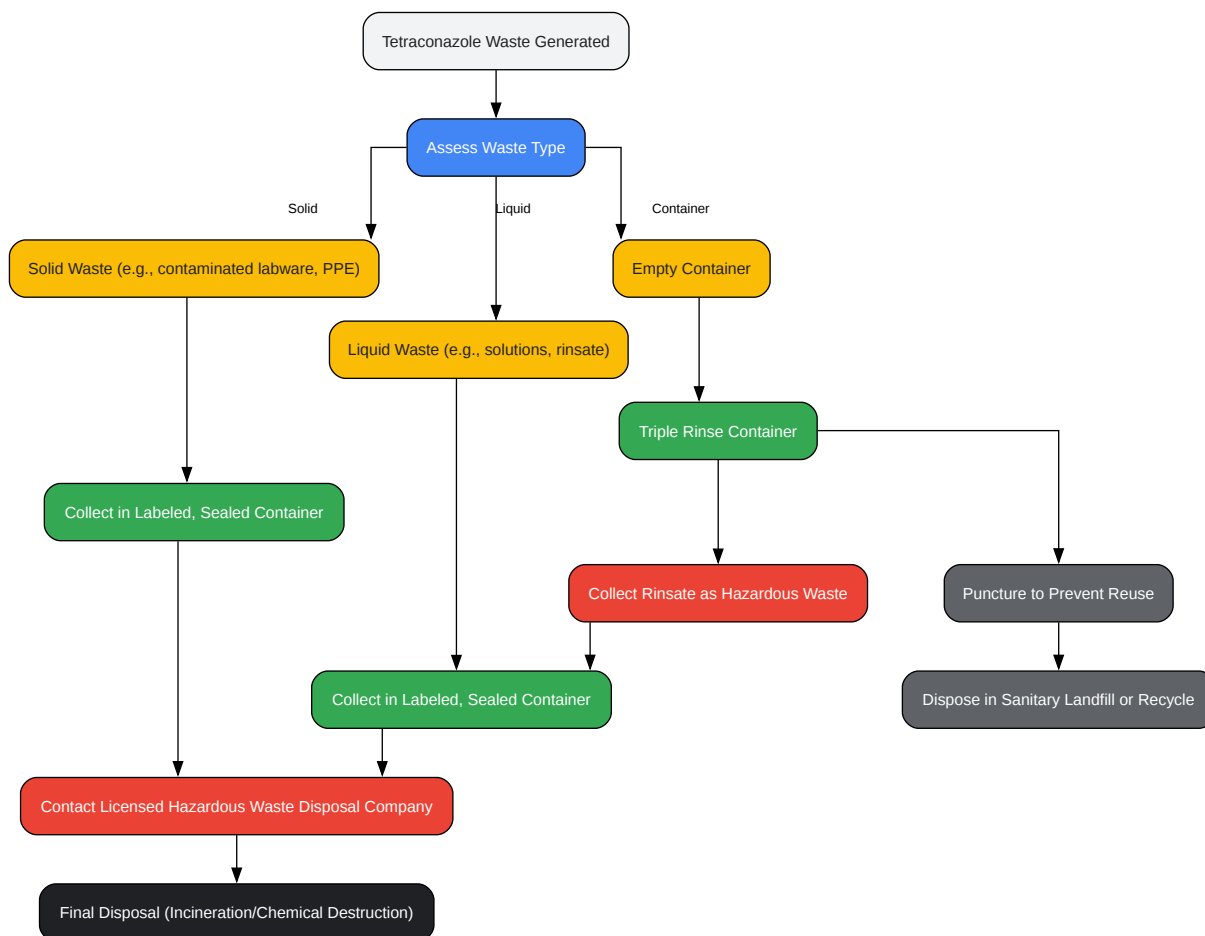 Tetraconazole Waste Generated
Assess Waste Type
Solid
Liquid
Container
Solid Waste (e.g., contaminated labware, PPE)
Empty Container
Liquid Waste (e.g., solutions, rinsate)
Triple Rinse Container
Collect in Labeled, Sealed Container
Collect Rinsate as Hazardous Waste
Puncture to Prevent Reuse
Collect in Labeled, Sealed Container
Dispose in Sanitary Landfill or Recycle
Contact Licensed Hazardous Waste Disposal Company
Final Disposal (Incineration/Chemical Destruction)